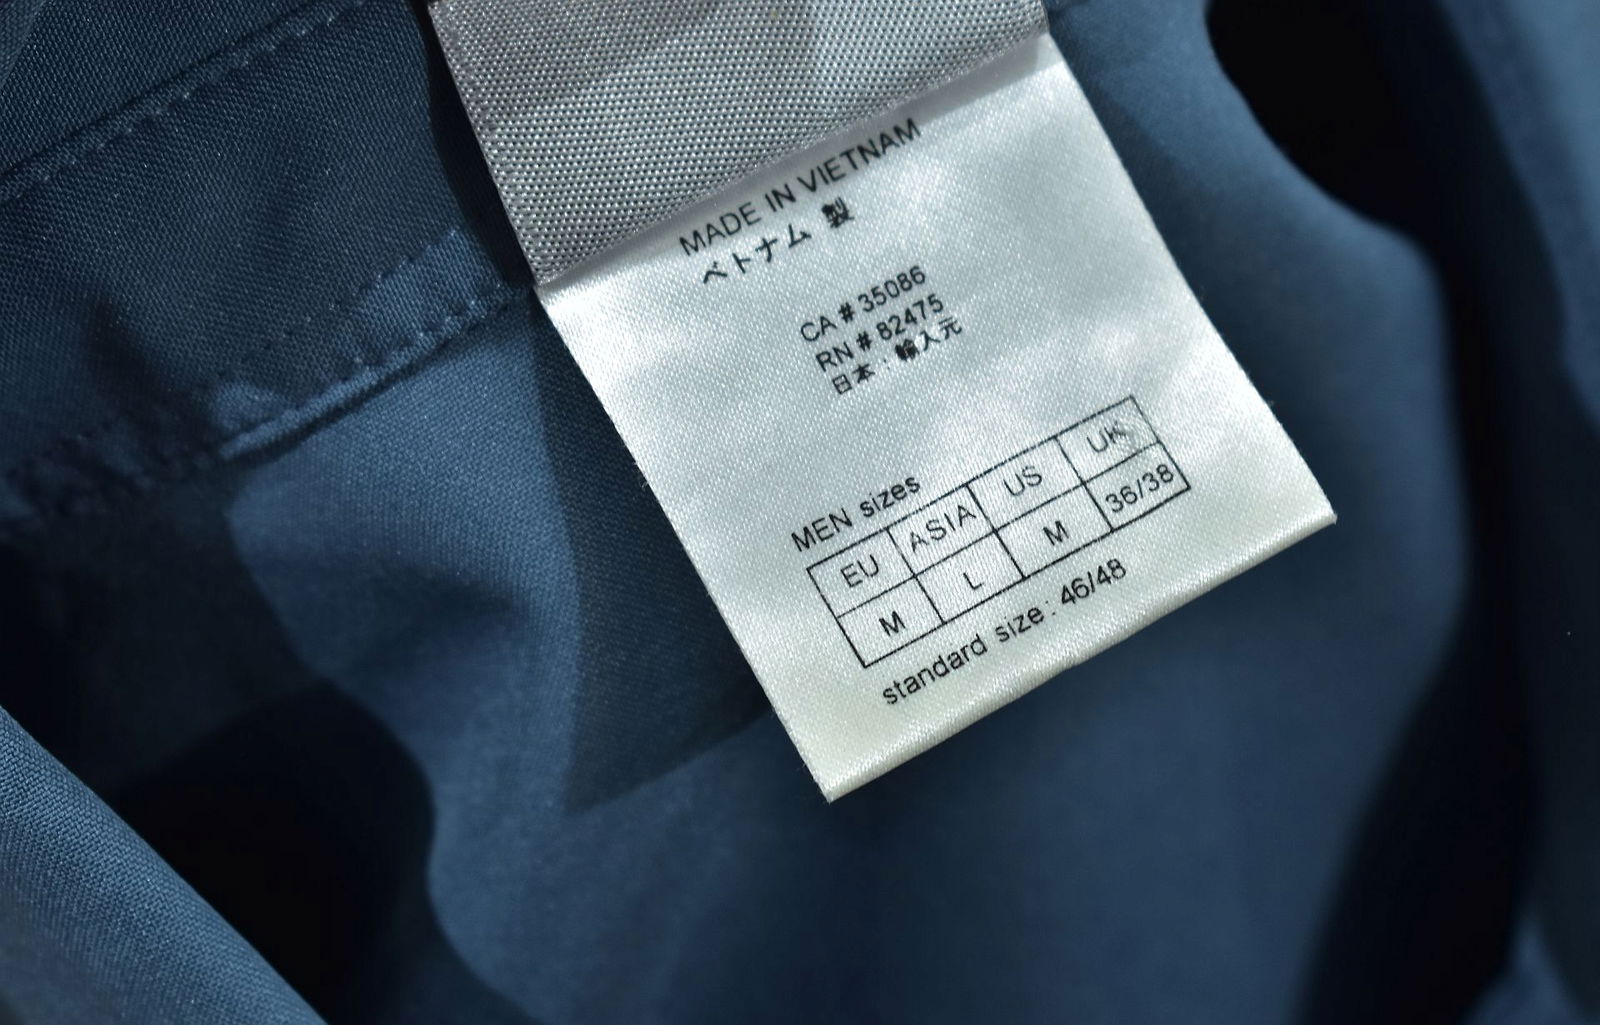 MADE IN VIETNAM
ベトナム 製
CA # 35086
RN # 82475
日本 : 輸入元
MEN sizes
EU ASIA US UK
M L M 36/38
standard size : 46/48